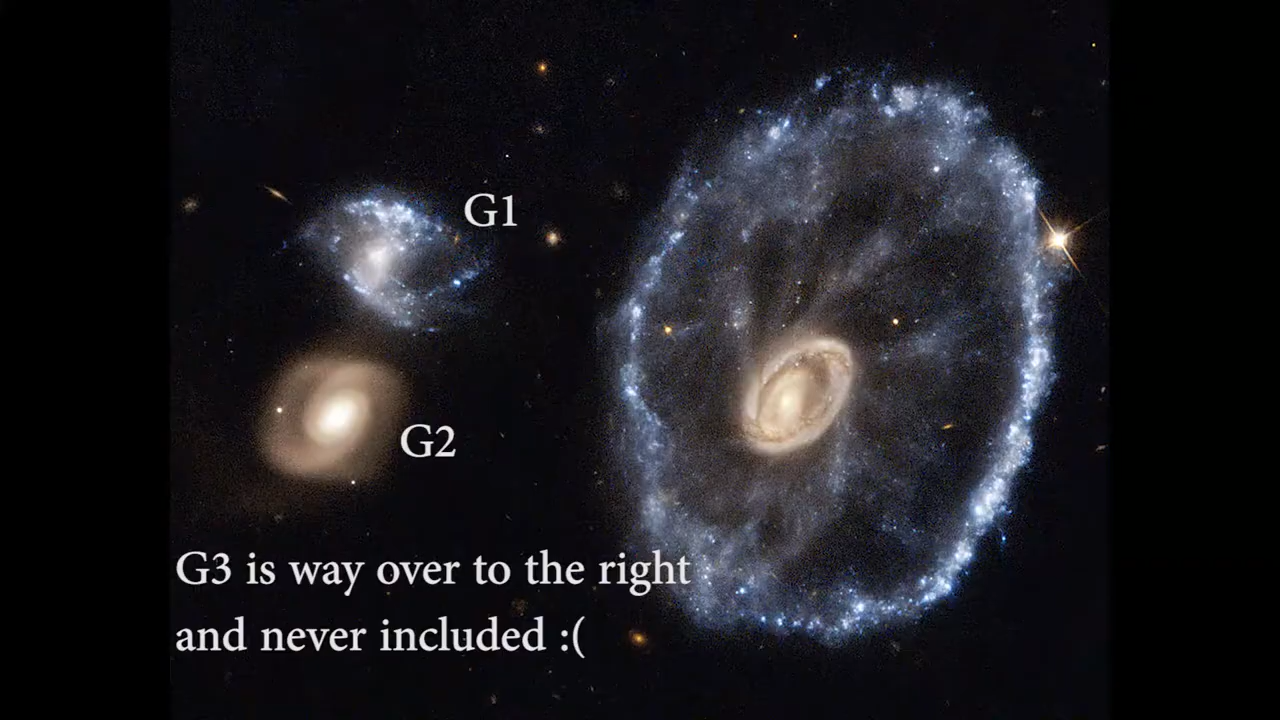 G1
G2
G3 is way over to the right
and never included :(